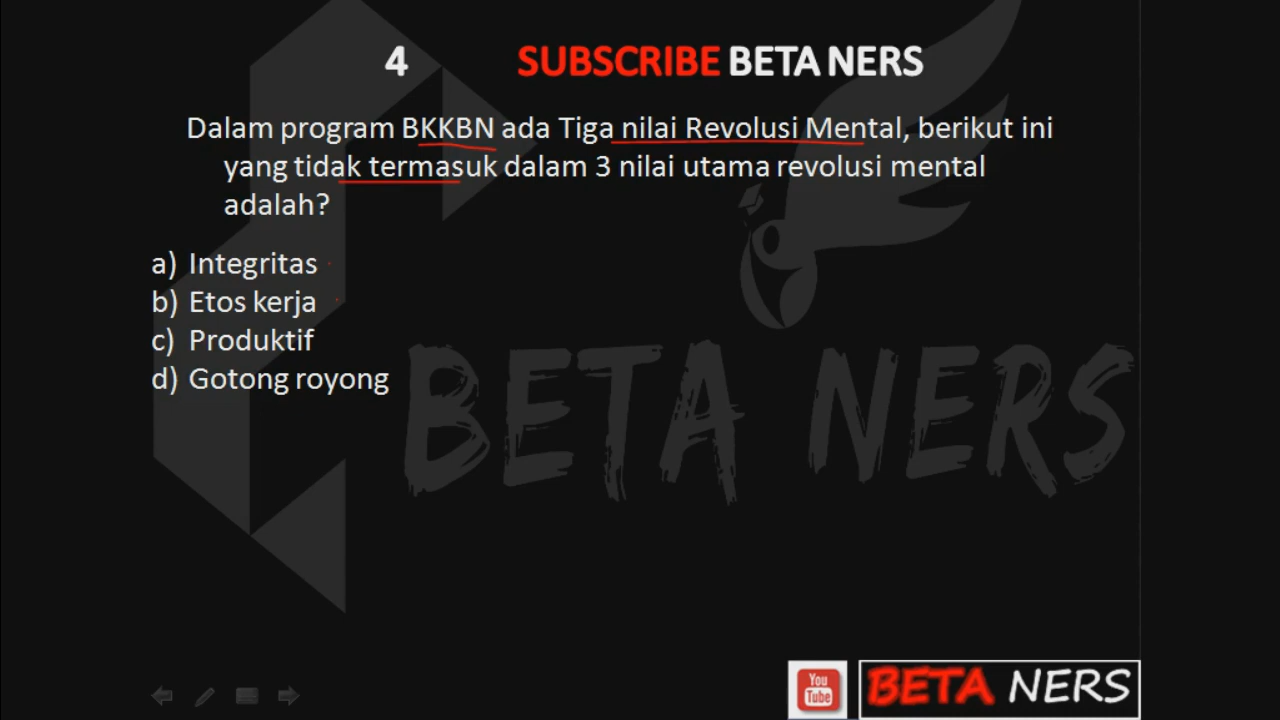 4 SUBSCRIBE BETA NERS
Dalam program BKKBN ada Tiga nilai Revolusi Mental, berikut ini
yang tidak termasuk dalam 3 nilai utama revolusi mental
adalah?
a) Integritas
b) Etos kerja
c) Produktif
d) Gotong royong
BETA NERS
You
Tube
BETA NERS